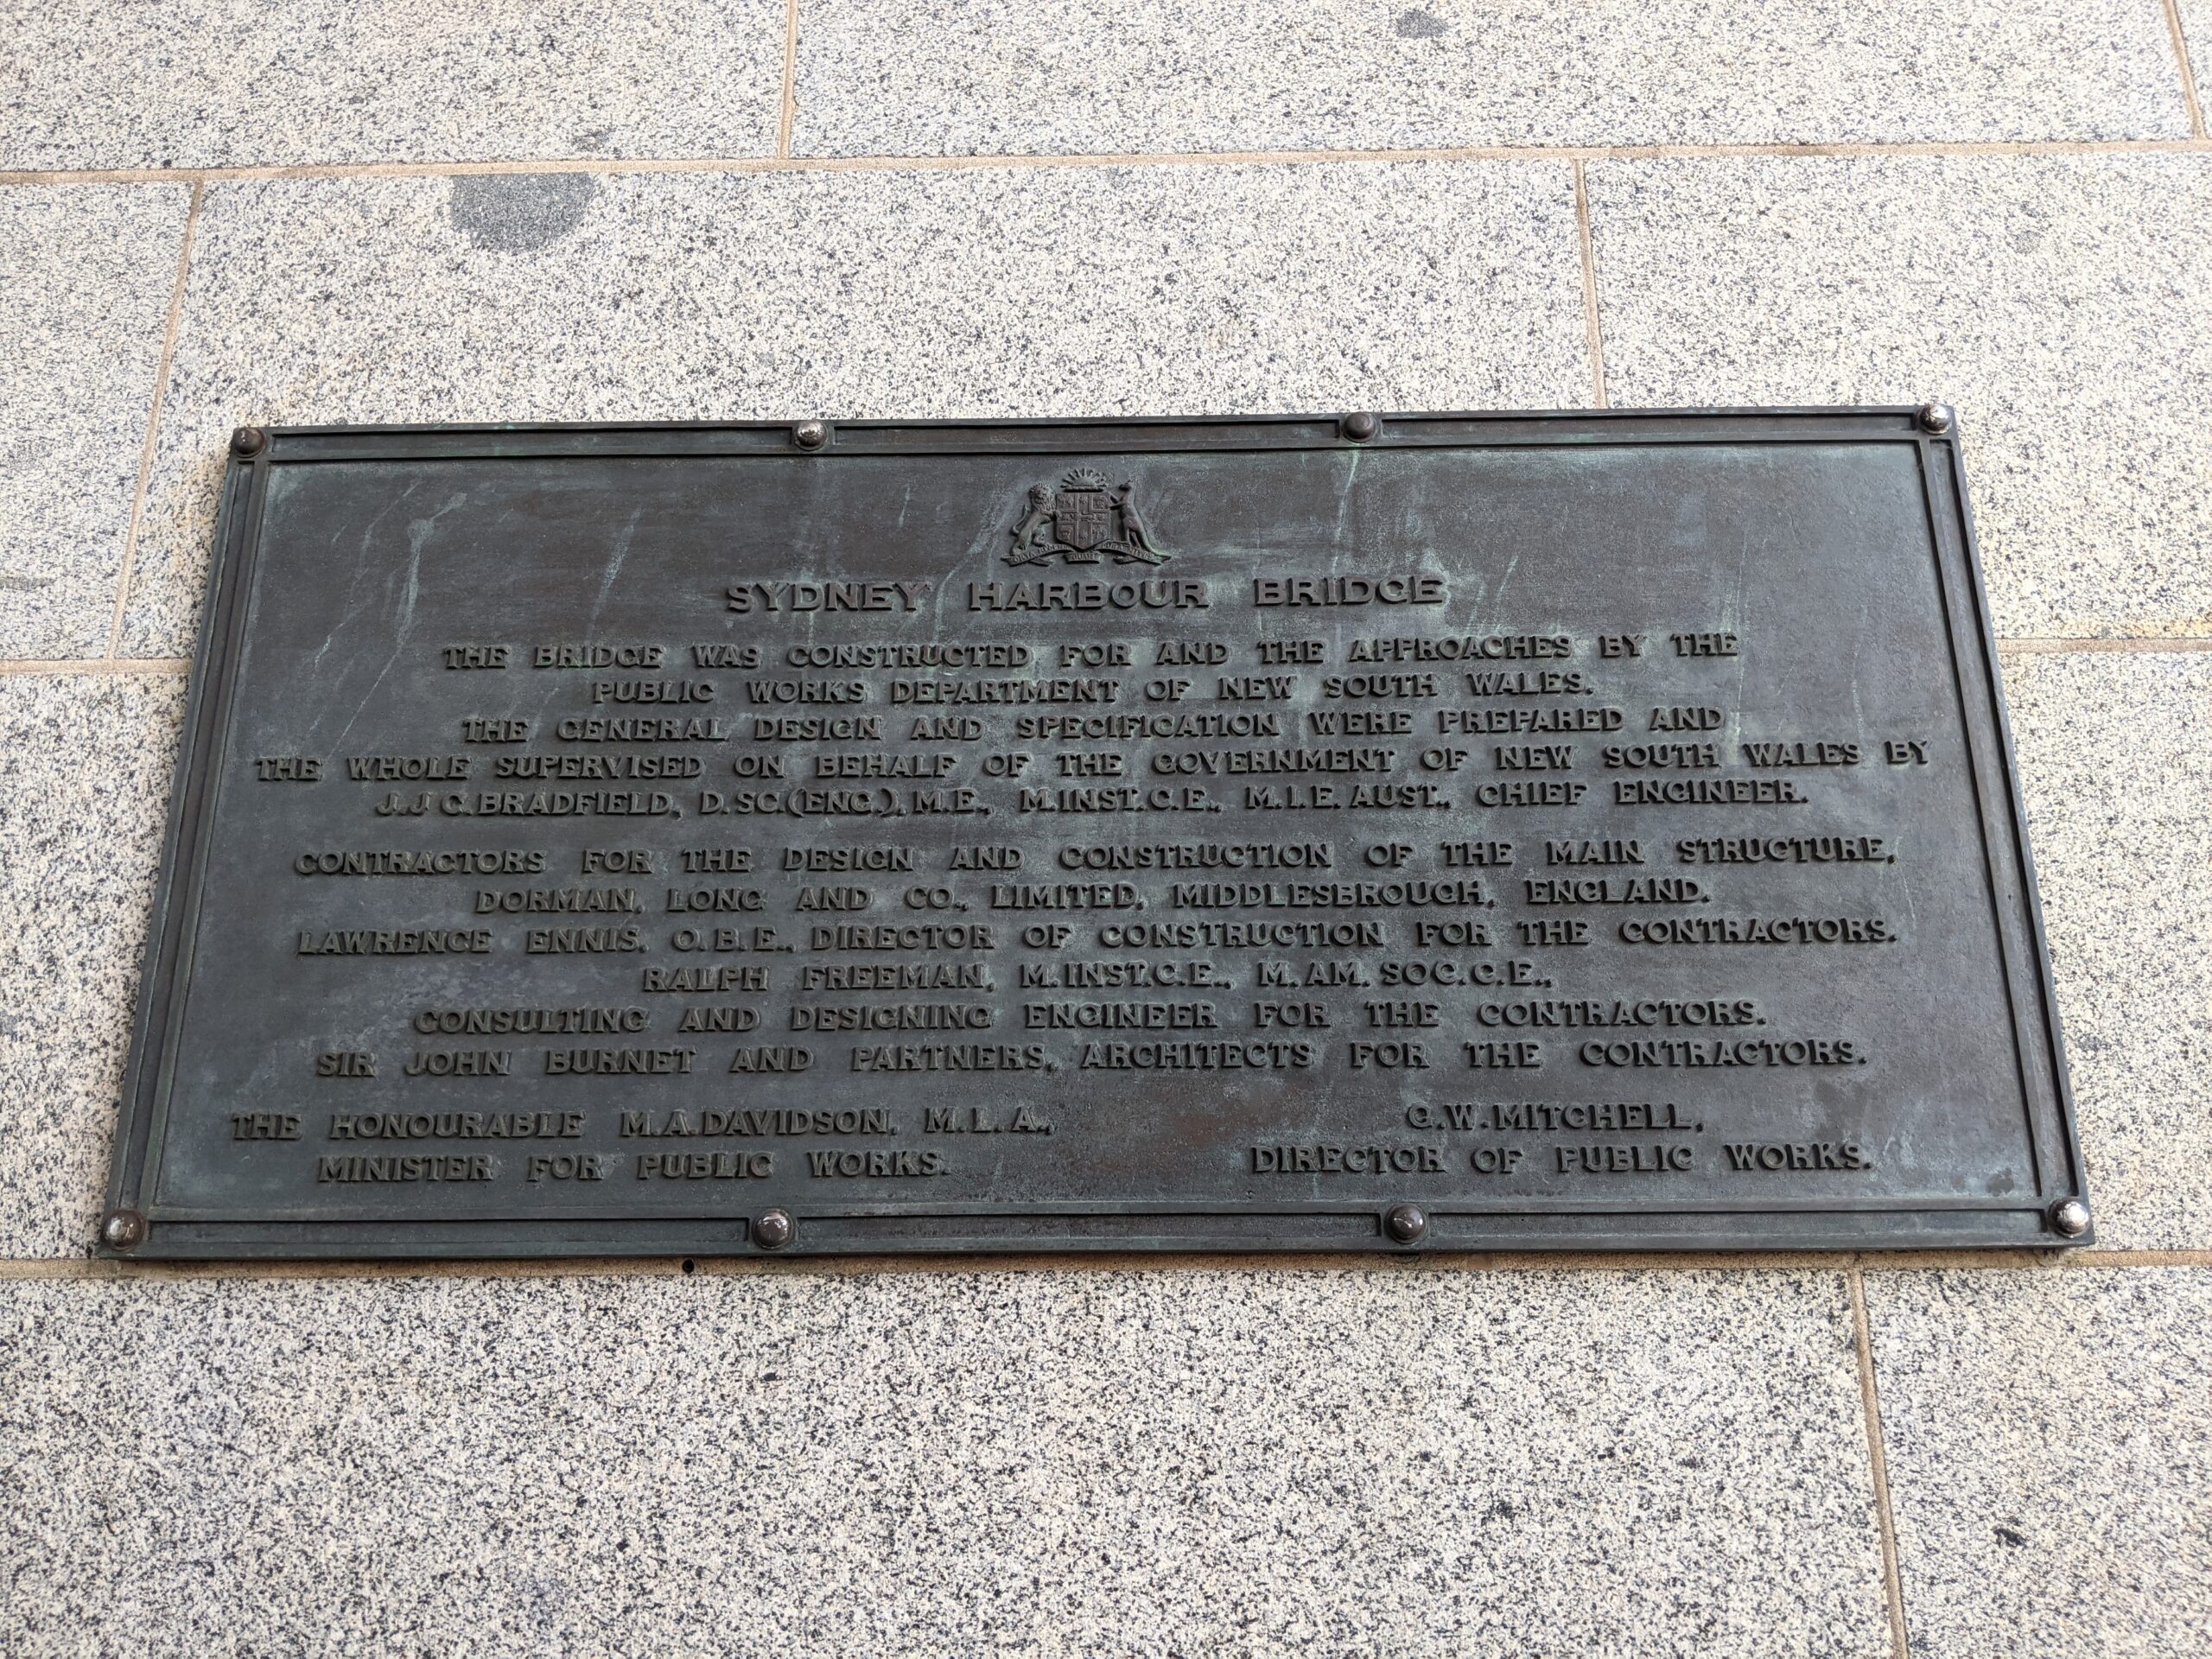 SYDNEY HARBOUR BRIDGE
THE BRIDGE WAS CONSTRUCTED FOR AND THE APPROACHES BY THE
PUBLIC WORKS DEPARTMENT OF NEW SOUTH WALES.
THE GENERAL DESIGN AND SPECIFICATION WERE PREPARED AND
THE WHOLE SUPERVISED ON BEHALF OF THE GOVERNMENT OF NEW SOUTH WALES BY
J.J C.BRADFIELD, D.SC.(ENG.), M.E., M.INST.C.E., M.I.E. AUST., CHIEF ENGINEER.
CONTRACTORS FOR THE DESIGN AND CONSTRUCTION OF THE MAIN STRUCTURE,
DORMAN, LONG AND CO., LIMITED, MIDDLESBROUGH, ENGLAND.
LAWRENCE ENNIS, O.B.E., DIRECTOR OF CONSTRUCTION FOR THE CONTRACTORS.
RALPH FREEMAN, M.INST.C.E., M.AM. SOC.C.E.,
CONSULTING AND DESIGNING ENGINEER FOR THE CONTRACTORS.
SIR JOHN BURNET AND PARTNERS, ARCHITECTS FOR THE CONTRACTORS.
THE HONOURABLE M.A.DAVIDSON, M.L.A.,
MINISTER FOR PUBLIC WORKS.
C.W.MITCHELL,
DIRECTOR OF PUBLIC WORKS.